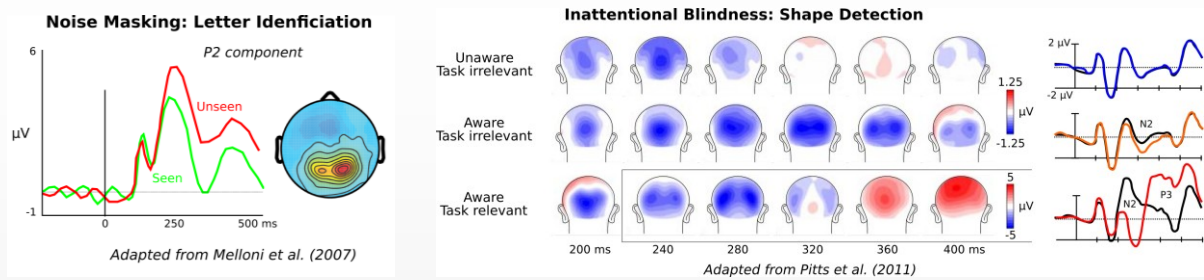 Noise Masking: Letter Idenficiation
P2 component
6
μV
-1
Unseen
Seen
0
250
500 ms
Adapted from Melloni et al. (2007)
Inattentional Blindness: Shape Detection
Unaware
Task irrelevant
Aware
Task irrelevant
Aware
Task relevant
1.25
μV
-1.25
5
μV
-5
200 ms
240
280
320
360
400 ms
Adapted from Pitts et al. (2011)
2 μV
-2 μV
N2
N2
P3